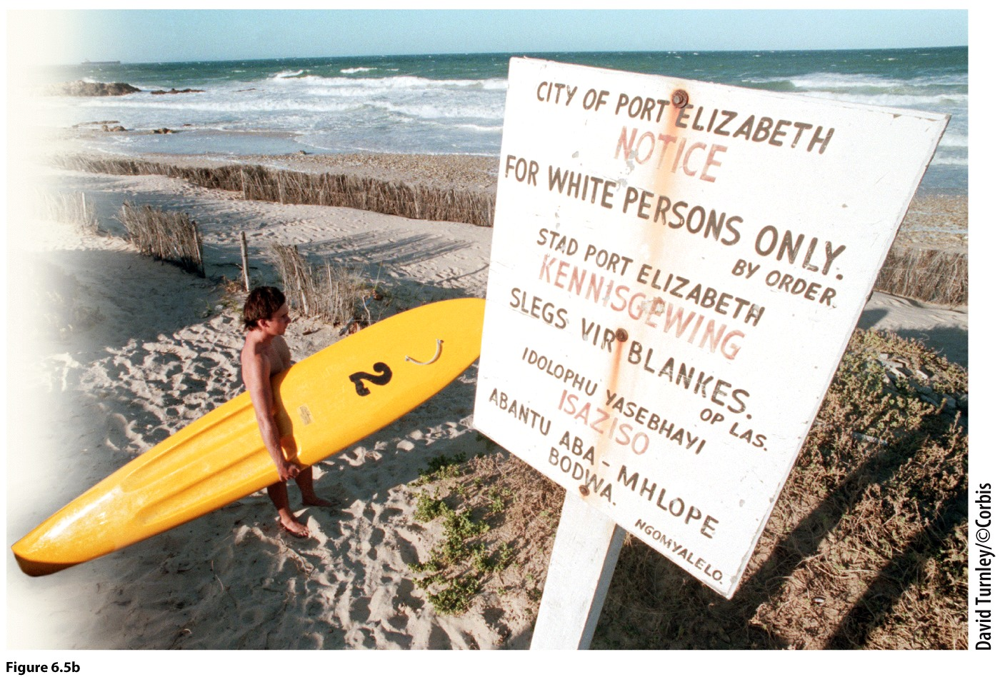 CITY OF PORT ELIZABETH
NOTICE
FOR WHITE PERSONS ONLY.
BY ORDER.
STAD PORT ELIZABETH
KENNISGEWING
SLEGS VIR BLANKES.
OP LAS.
IDOLOPHU YASEBHAYI
ISAZISO
ABANTU ABA-MHLOPE
BODWA.
NGOMYALELO.
2
David Turnley/©Corbis
Figure 6.5b